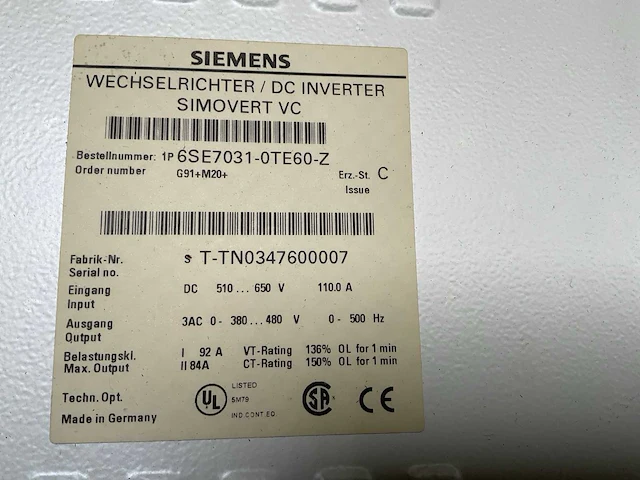 SIEMENS
WECHSELRICHTER / DC INVERTER
SIMOVERT VC
Bestellnummer: 1P 6SE7031-0TE60-Z
Order number G91+M20+ Erz.-St. C
Issue
Fabrik-Nr. S T-TN0347600007
Serial no.
Eingang DC 510 ... 650 V 110.0 A
Input
Ausgang 3AC 0- 380...480 V 0- 500 Hz
Output
Belastungskl. I 92 A VT-Rating 136% OL for 1 min
Max. Output II 84A CT-Rating 150% OL for 1 min
Techn. Opt. UL LISTED SA CE
5M79
Made in Germany IND.CONT.EQ